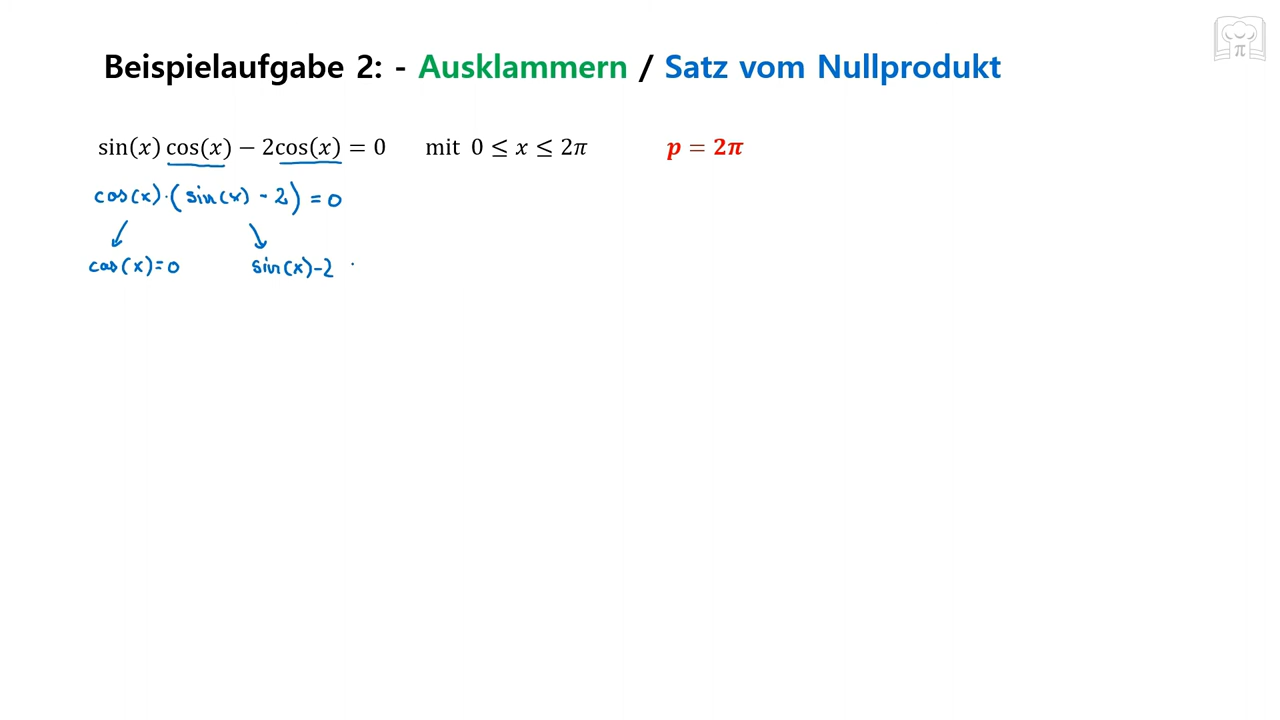 Beispielaufgabe 2: - Ausklammern / Satz vom Nullprodukt
sin(x) cos(x) − 2cos(x) = 0 mit 0 ≤ x ≤ 2π p = 2π
cos(x)·(sin(x) - 2) = 0
cos(x)=0 sin(x)-2
π